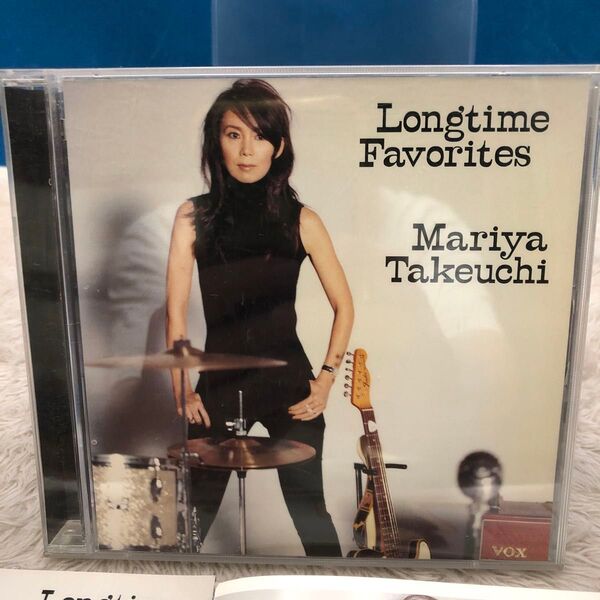 Longtime
Favorites
Mariya
Takeuchi
VOX